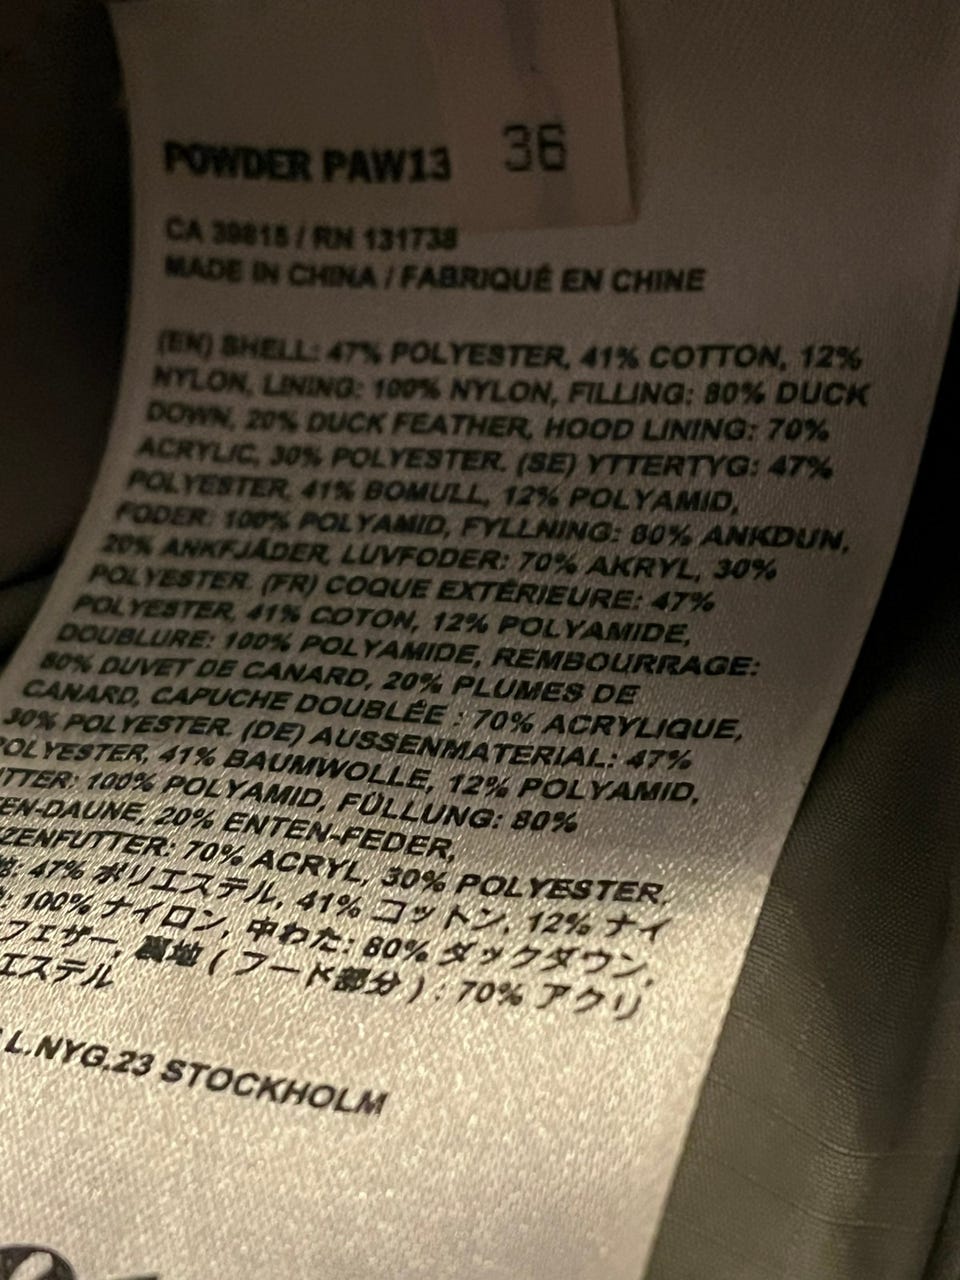 36
POWDER PAW13
CA 39815 / RN 131738
MADE IN CHINA / FABRIQUÉ EN CHINE
(EN) SHELL: 47% POLYESTER, 41% COTTON, 12%
NYLON, LINING: 100% NYLON, FILLING: 80% DUCK
DOWN, 20% DUCK FEATHER, HOOD LINING: 70%
ACRYLIC, 30% POLYESTER. (SE) YTTERTYG: 47%
POLYESTER, 41% BOMULL, 12% POLYAMID,
FODER: 100% POLYAMID, FYLLNING: 80% ANKDUN,
20% ANKFJÄDER, LUVFODER: 70% AKRYL, 30%
POLYESTER. (FR) COQUE EXTÉRIEURE: 47%
POLYESTER, 41% COTON, 12% POLYAMIDE,
DOUBLURE: 100% POLYAMIDE, REMBOURRAGE:
80% DUVET DE CANARD, 20% PLUMES DE
CANARD, CAPUCHE DOUBLÉE : 70% ACRYLIQUE,
30% POLYESTER. (DE) AUSSENMATERIAL: 47%
POLYESTER, 41% BAUMWOLLE, 12% POLYAMID,
TTER: 100% POLYAMID, FÜLLUNG: 80%
EN-DAUNE, 20% ENTEN-FEDER,
ZENFUTTER: 70% ACRYL, 30% POLYESTER.
地: 47% ポリエステル, 41% コットン, 12% ナイ
: 100% ナイロン, 中わた: 80% ダックダウン,
フェザー, 裏地 ( フード部分 ) : 70% アクリ
エステル
L.NYG.23 STOCKHOLM